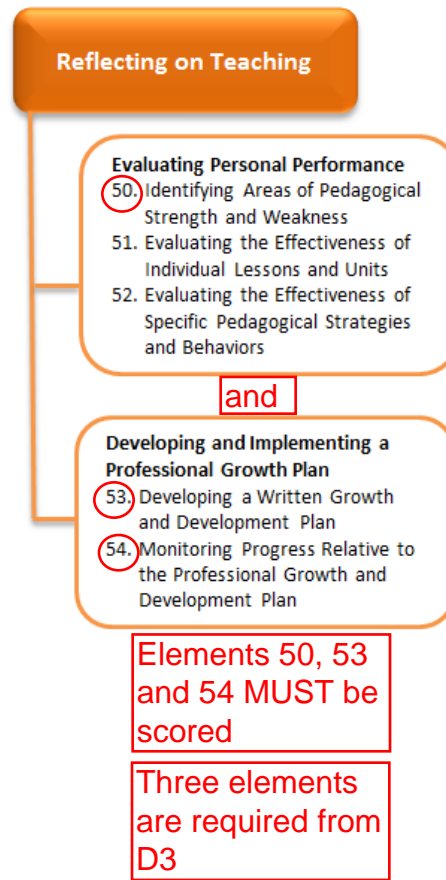 Reflecting on Teaching
Evaluating Personal Performance
50. Identifying Areas of Pedagogical
Strength and Weakness
51. Evaluating the Effectiveness of
Individual Lessons and Units
52. Evaluating the Effectiveness of
Specific Pedagogical Strategies
and Behaviors
and
Developing and Implementing a
Professional Growth Plan
53. Developing a Written Growth
and Development Plan
54. Monitoring Progress Relative to
the Professional Growth and
Development Plan
Elements 50, 53
and 54 MUST be
scored
Three elements
are required from
D3